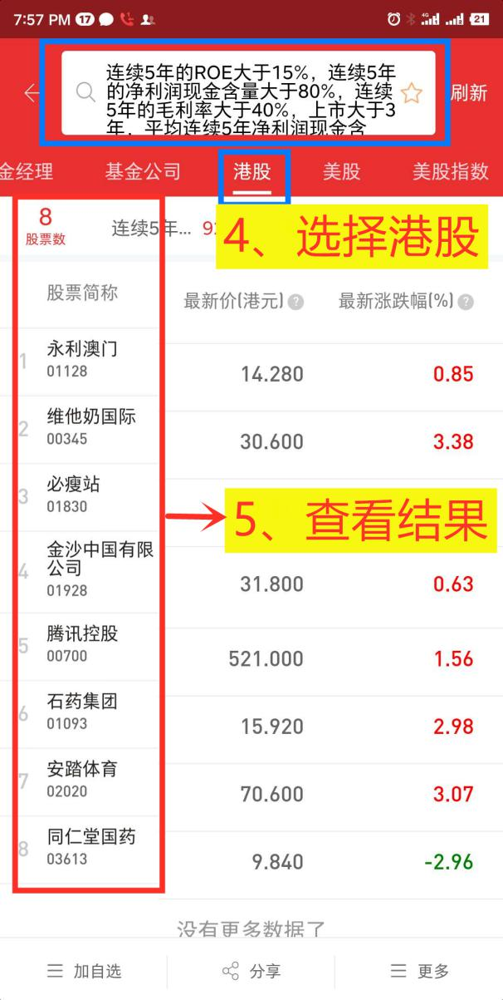 7:57 PM 17
4G 21
连续5年的ROE大于15%，连续5年
的净利润现金含量大于80%，连续
5年的毛利率大于40%，上市大于3
年，平均连续5年净利润现金含
刷新
金经理 基金公司 港股 美股 美股指数
8
股票数
连续5年... 92
4、选择港股
股票简称 最新价(港元) ? 最新涨跌幅(%) ?
1 永利澳门
01128
14.280 0.85
2 维他奶国际
00345
30.600 3.38
3 必瘦站
01830
5、查看结果
4 金沙中国有限
公司
01928
31.800 0.63
5 腾讯控股
00700
521.000 1.56
6 石药集团
01093
15.920 2.98
7 安踏体育
02020
70.600 3.07
8 同仁堂国药
03613
9.840 -2.96
没有更多数据了
加自选 分享 更多